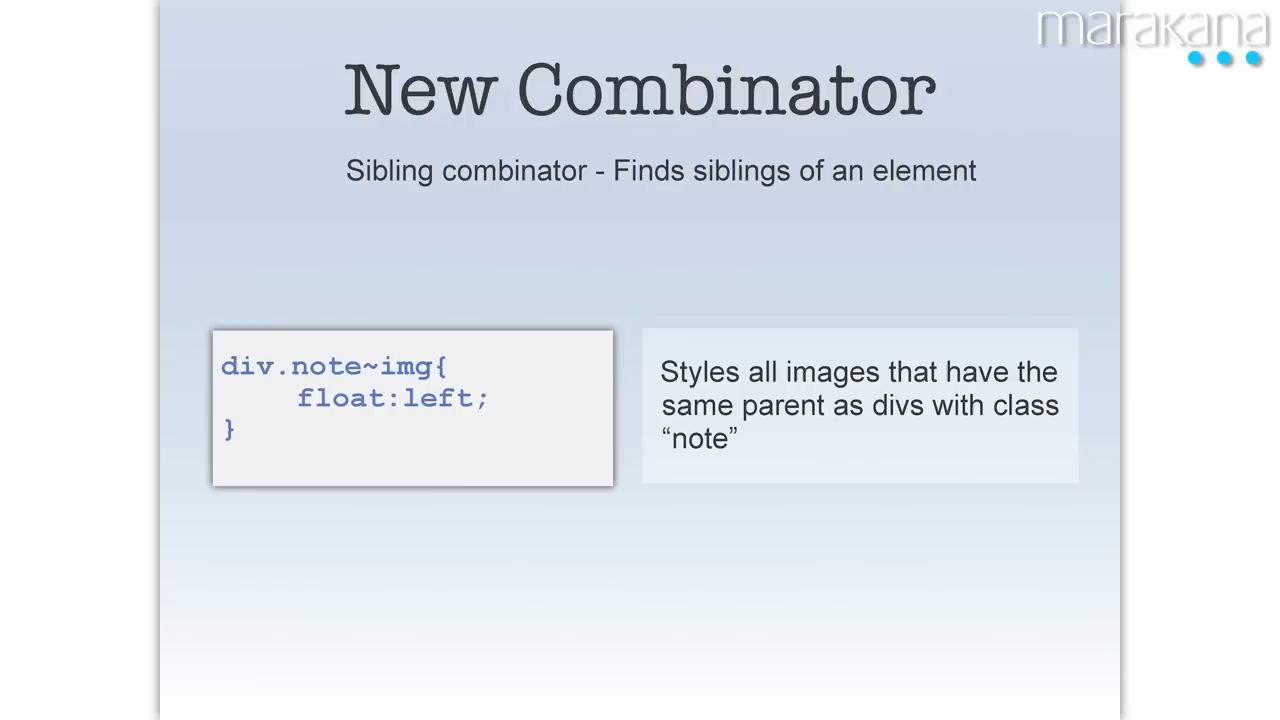 marakana
New Combinator
Sibling combinator - Finds siblings of an element
div.note~img{
float:left;
}
Styles all images that have the
same parent as divs with class
“note”